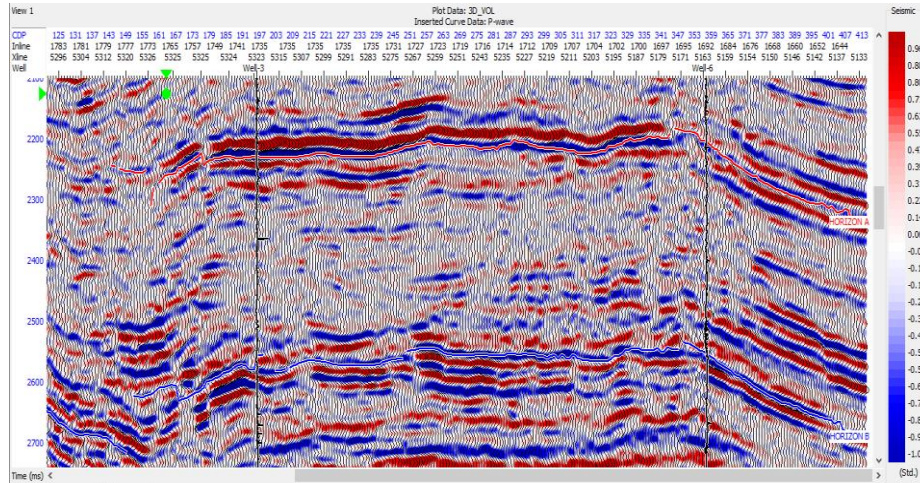 View 1
Plot Data: 3D_VOL
Seismic
Inserted Curve Data: P-wave
CDP 125 131 137 143 149 155 161 167 173 179 185 191 197 203 209 215 221 227 233 239 245 251 257 263 269 275 281 287 293 299 305 311 317 323 329 335 341 347 353 359 365 371 377 383 389 395 401 407 413
Inline 1783 1781 1779 1777 1773 1765 1757 1749 1741 1735 1735 1735 1735 1735 1731 1727 1723 1719 1716 1714 1712 1709 1707 1704 1702 1700 1697 1695 1692 1684 1676 1668 1660 1652 1644
Xline 5296 5304 5312 5320 5326 5325 5325 5324 5323 5315 5307 5299 5291 5283 5275 5267 5259 5251 5243 5235 5227 5219 5211 5203 5195 5187 5179 5171 5163 5159 5154 5150 5146 5142 5137 5133
Well Well-3 Well-6
2200
2300
HORIZON A
2400
2500
2600
HORIZON B
2700
Time (ms)
(Std.)